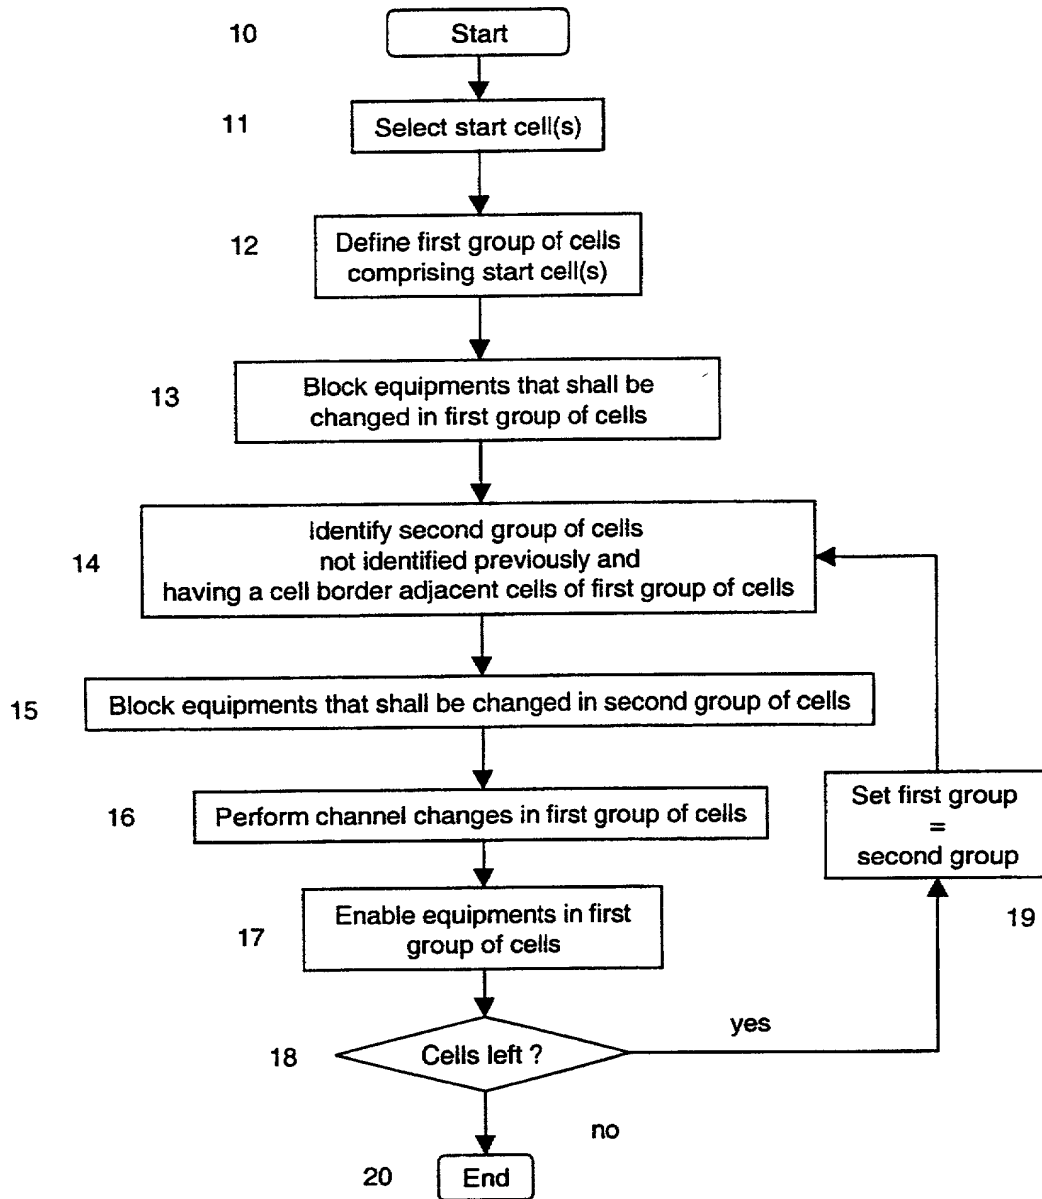 10
Start
11
Select start cell(s)
12
Define first group of cells
comprising start cell(s)
13
Block equipments that shall be
changed in first group of cells
14
Identify second group of cells
not identified previously and
having a cell border adjacent cells of first group of cells
15
Block equipments that shall be changed in second group of cells
16
Perform channel changes in first group of cells
Set first group
=
second group
19
17
Enable equipments in first
group of cells
18
Cells left ?
yes
no
20
End